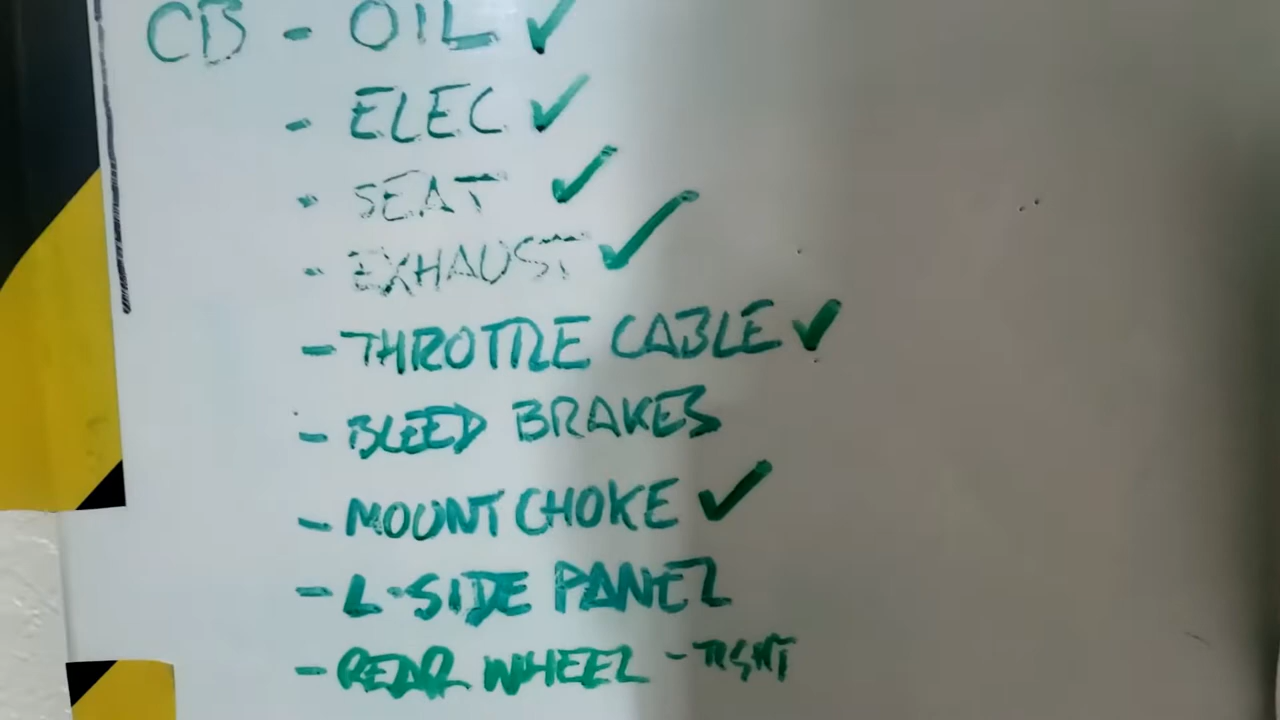 CB - OIL ✓
- ELEC ✓
- SEAT ✓
- EXHAUST ✓
- THROTTLE CABLE ✓
- BLEED BRAKES
- MOUNT CHOKE ✓
- L-SIDE PANEL
- REAR WHEEL - TIGHT